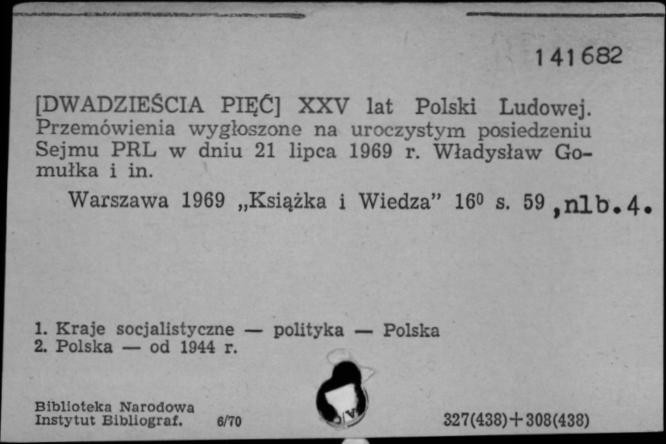 141682
[DWADZIEŚCIA PIĘĆ] XXV lat Polski Ludowej.
Przemówienia wygłoszone na uroczystym posiedzeniu
Sejmu PRL w dniu 21 lipca 1969 r. Władysław Go-
mułka i in.
Warszawa 1969 „Książka i Wiedza” 16⁰ s. 59 ,nlb.4.
1. Kraje socjalistyczne — polityka — Polska
2. Polska — od 1944 r.
Biblioteka Narodowa
Instytut Bibliograf. 6/70 327(438)+308(438)